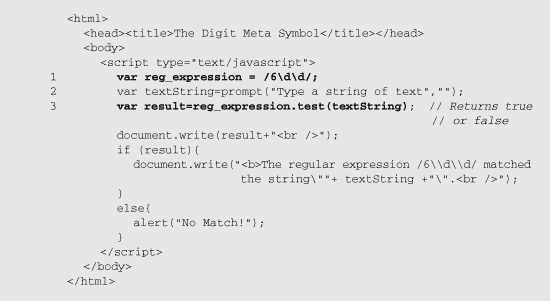 <html>
<head><title>The Digit Meta Symbol</title></head>
<body>
<script type="text/javascript">
1 var reg_expression = /6\d\d/;
2 var textString=prompt("Type a string of text","");
3 var result=reg_expression.test(textString); // Returns true
// or false
document.write(result+"<br />");
if (result){
document.write("<b>The regular expression /6\\d\\d/ matched
the string\""+ textString +"\".<br />");
}
else{
alert("No Match!");
}
</script>
</body>
</html>